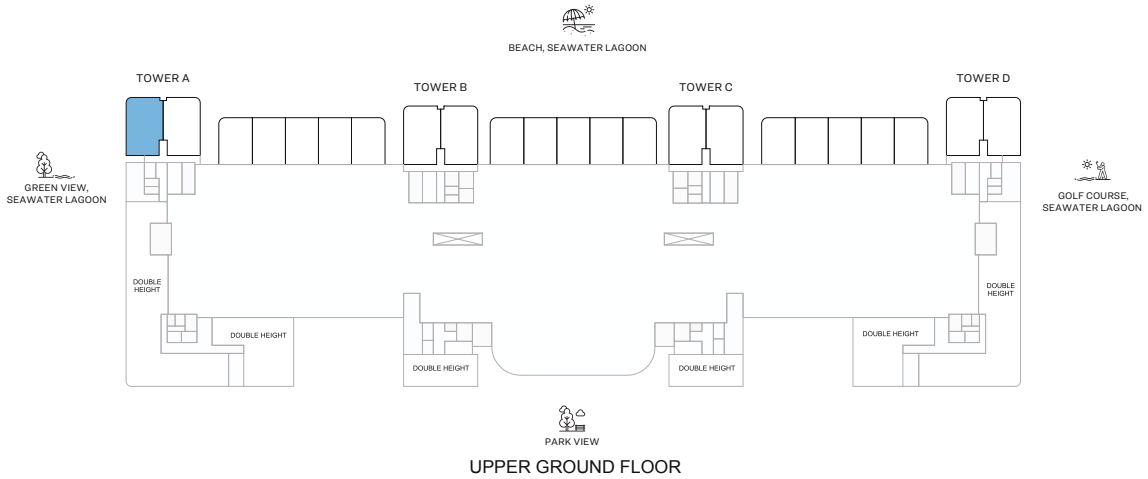 BEACH, SEAWATER LAGOON
TOWER A
TOWER B
TOWER C
TOWER D
GREEN VIEW,
SEAWATER LAGOON
GOLF COURSE,
SEAWATER LAGOON
DOUBLE
HEIGHT
DOUBLE
HEIGHT
DOUBLE HEIGHT
DOUBLE HEIGHT
DOUBLE HEIGHT
DOUBLE HEIGHT
PARK VIEW
UPPER GROUND FLOOR